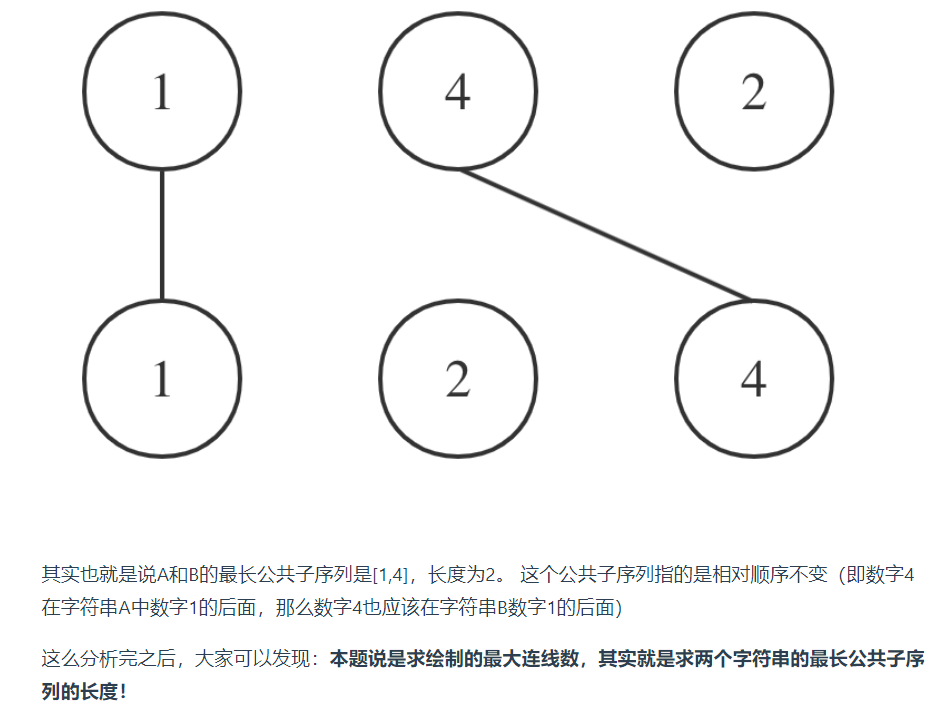 1 4 2
1 2 4
其实也就是说A和B的最长公共子序列是[1,4]，长度为2。 这个公共子序列指的是相对顺序不变（即数字4
在字符串A中数字1的后面，那么数字4也应该在字符串B数字1的后面）
这么分析完之后，大家可以发现：本题说是求绘制的最大连线数，其实就是求两个字符串的最长公共子序
列的长度！